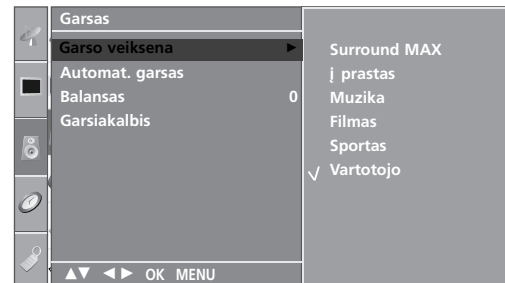 Garsas
Garso veiksena ►
Automat. garsas
Balansas 0
Garsiakalbis
Surround MAX
į prastas
Muzika
Filmas
Sportas
√ Vartotojo
▲▼ ◄► OK MENU